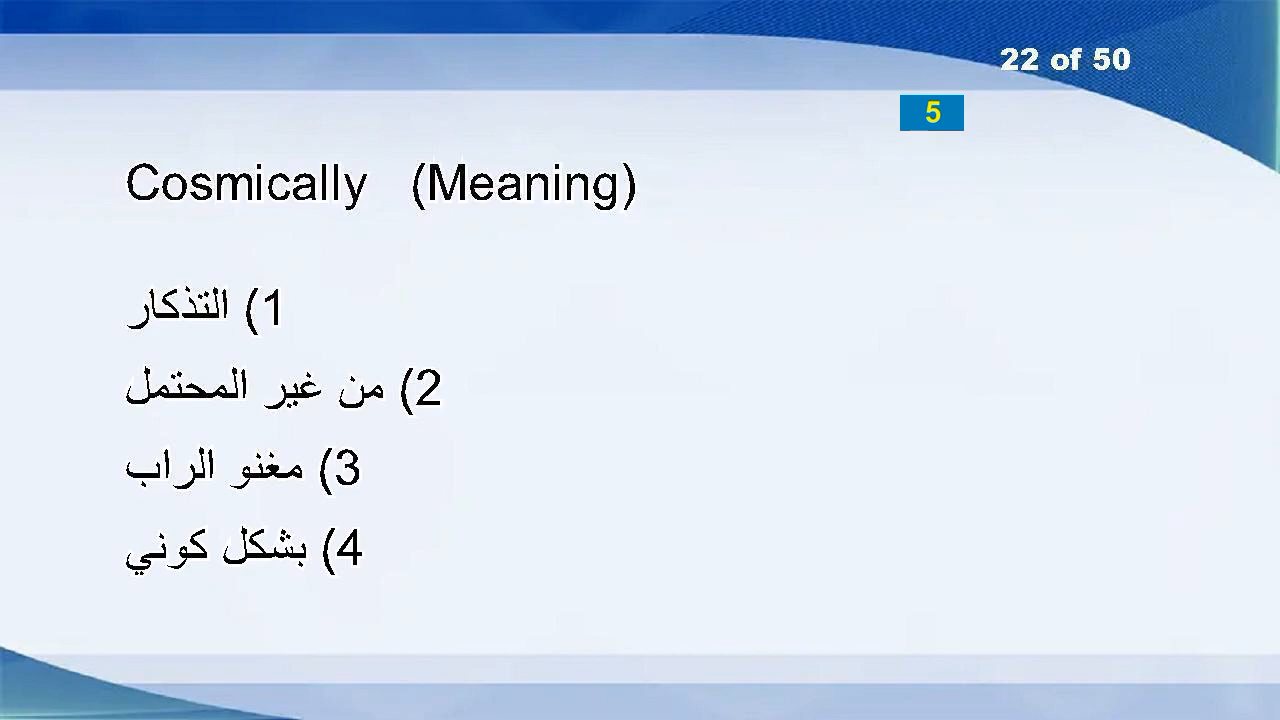 22 of 50
5
Cosmically (Meaning)
1) التذكار
2) من غير المحتمل
3) مغنو الراب
4) بشكل كوني